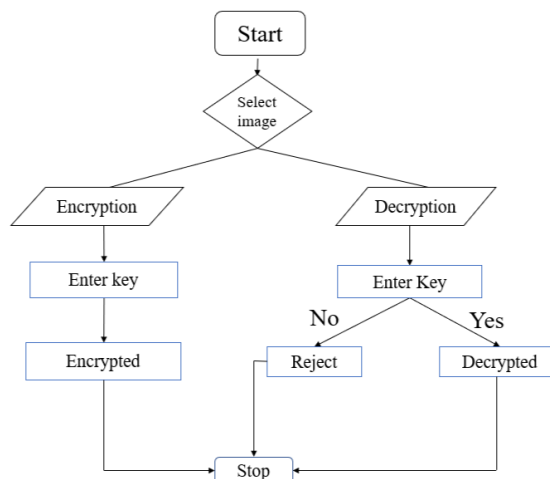 Start
Select
image
Encryption
Decryption
Enter key
Enter Key
No
Yes
Encrypted
Reject
Decrypted
Stop